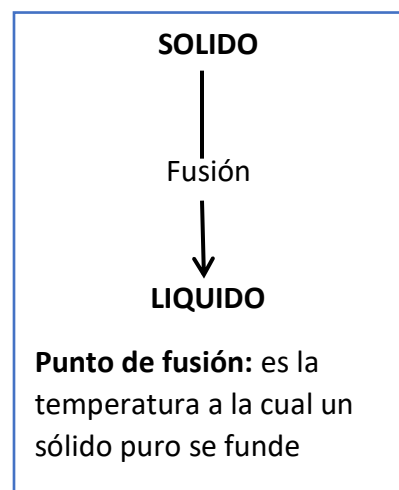 SOLIDO
Fusión
LIQUIDO
Punto de fusión: es la
temperatura a la cual un
sólido puro se funde